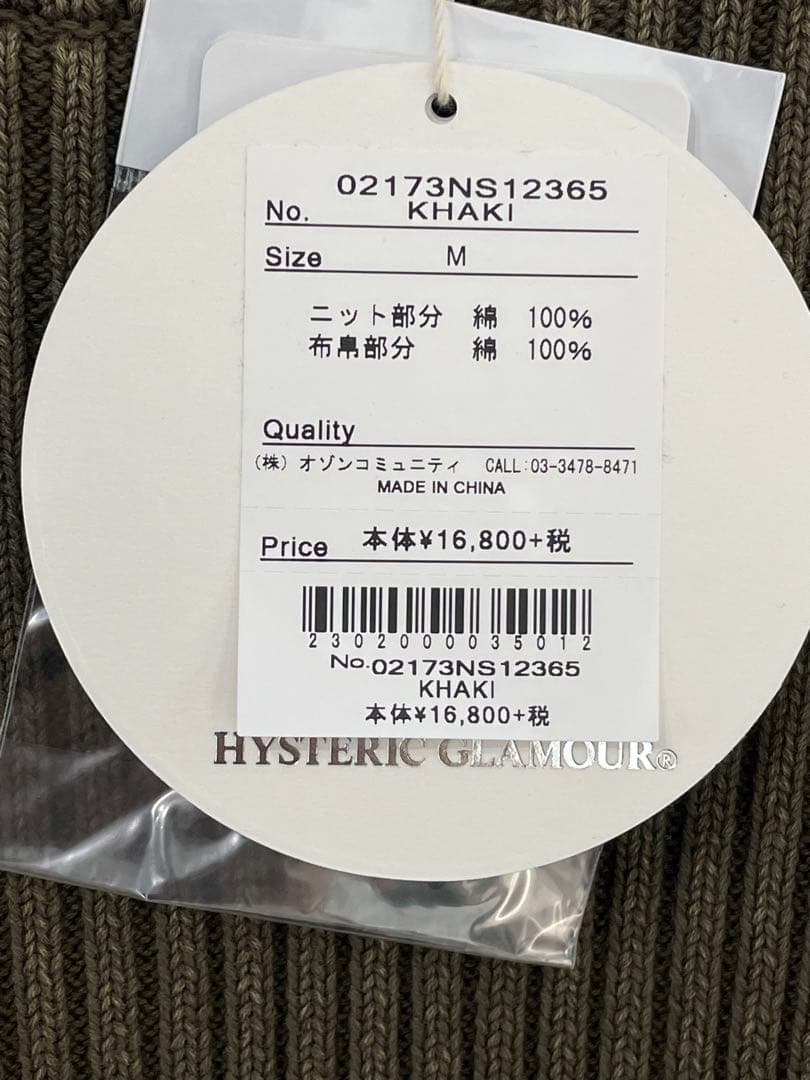 02173NS12365
No. KHAKI
Size M
ニット部分 綿 100%
布帛部分 綿 100%
Quality
(株) オゾンコミュニティ CALL:03-3478-8471
MADE IN CHINA
Price 本体¥16,800+税
2302000035012
No.02173NS12365
KHAKI
本体¥16,800+税
HYSTERIC GLAMOUR®